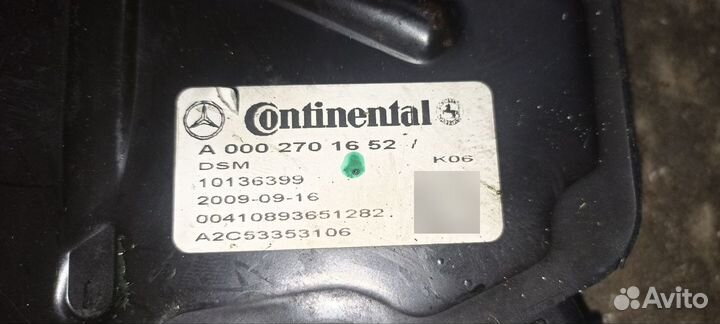 Continental
A 000 270 16 52 /
DSM
K06
10136399
2009-09-16
00410893651282.
A2C53353106
Avito